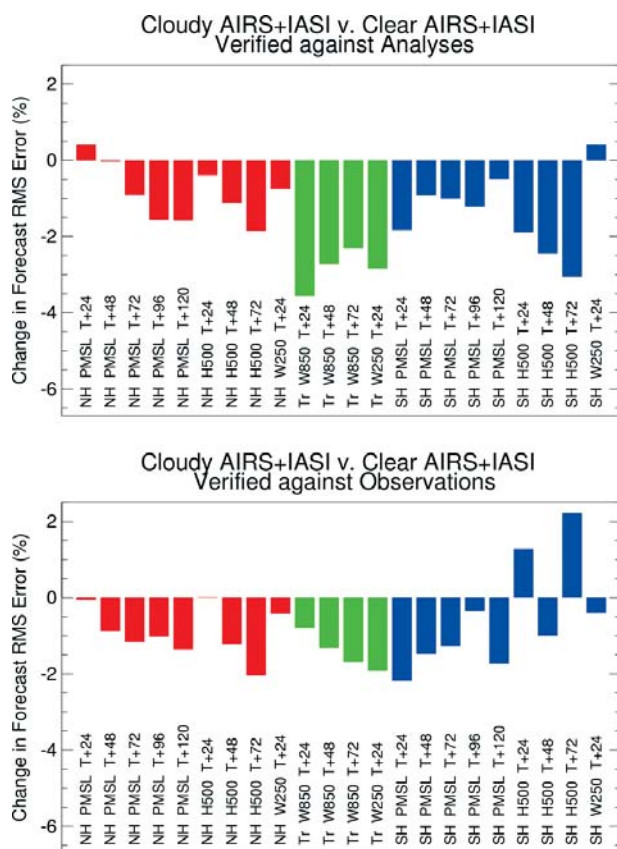 Cloudy AIRS+IASI v. Clear AIRS+IASI
Verified against Analyses
Change in Forecast RMS Error (%)
2
0
-2
-4
-6
NH PMSL T+24
NH PMSL T+48
NH PMSL T+72
NH PMSL T+96
NH PMSL T+120
NH H500 T+24
NH H500 T+48
NH H500 T+72
NH W250 T+24
Tr W850 T+24
Tr W850 T+48
Tr W850 T+72
Tr W250 T+24
SH PMSL T+24
SH PMSL T+48
SH PMSL T+72
SH PMSL T+96
SH PMSL T+120
SH H500 T+24
SH H500 T+48
SH H500 T+72
SH W250 T+24
Cloudy AIRS+IASI v. Clear AIRS+IASI
Verified against Observations
Change in Forecast RMS Error (%)
2
0
-2
-4
-6
NH PMSL T+24
NH PMSL T+48
NH PMSL T+72
NH PMSL T+96
NH PMSL T+120
NH H500 T+24
NH H500 T+48
NH H500 T+72
NH W250 T+24
Tr W850 T+24
Tr W850 T+48
Tr W850 T+72
Tr W250 T+24
SH PMSL T+24
SH PMSL T+48
SH PMSL T+72
SH PMSL T+96
SH PMSL T+120
SH H500 T+24
SH H500 T+48
SH H500 T+72
SH W250 T+24